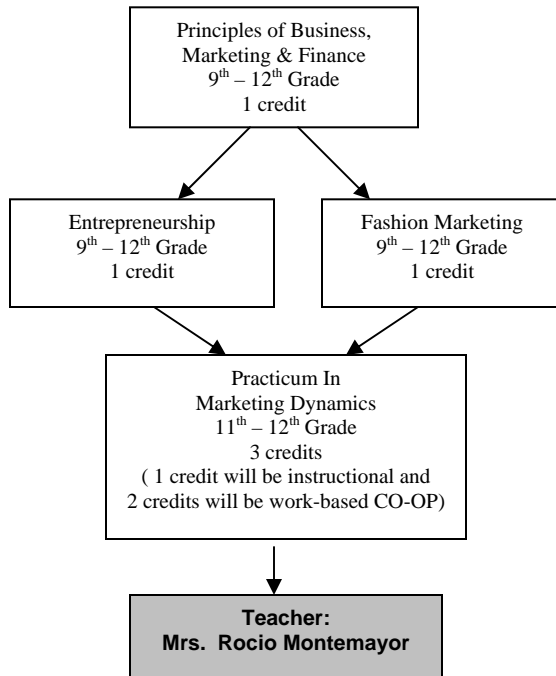 Principles of Business,
Marketing & Finance
9th – 12th Grade
1 credit
Entrepreneurship
9th – 12th Grade
1 credit
Fashion Marketing
9th – 12th Grade
1 credit
Practicum In
Marketing Dynamics
11th – 12th Grade
3 credits
( 1 credit will be instructional and
2 credits will be work-based CO-OP)
Teacher:
Mrs. Rocio Montemayor